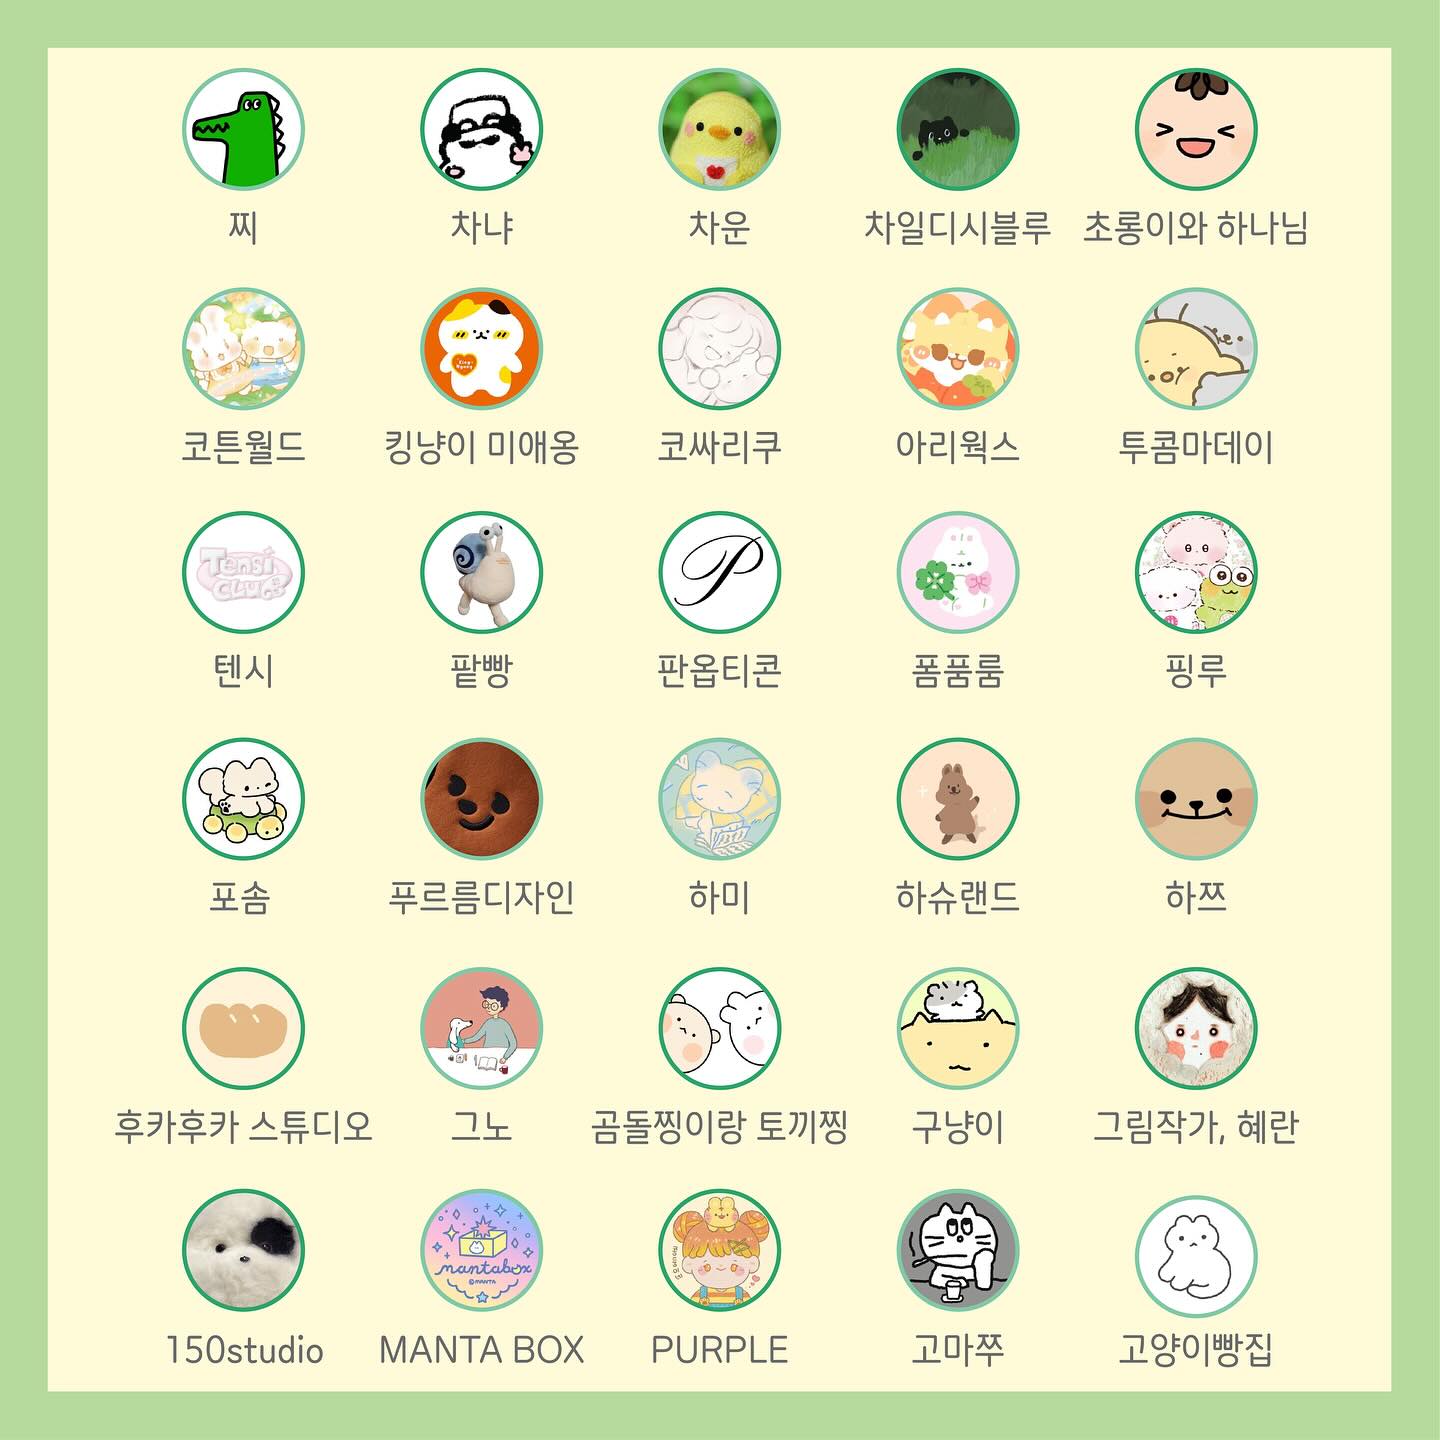 찌
차냐
차운
차일디시블루
초롱이와 하나님
King-
Nyang
코튼월드
킹냥이 미애옹
코싸리쿠
아리웍스
투콤마데이
Tensi
CLUB
P
텐시
팥빵
판옵티콘
폼품룸
핑루
포솜
푸르름디자인
하미
하슈랜드
하쯔
후카후카 스튜디오
그노
곰돌찡이랑 토끼찡
구냥이
그림작가, 혜란
mantabox
©MANTA
150studio
MANTA BOX
PURPLE
고마쭈
고양이빵집